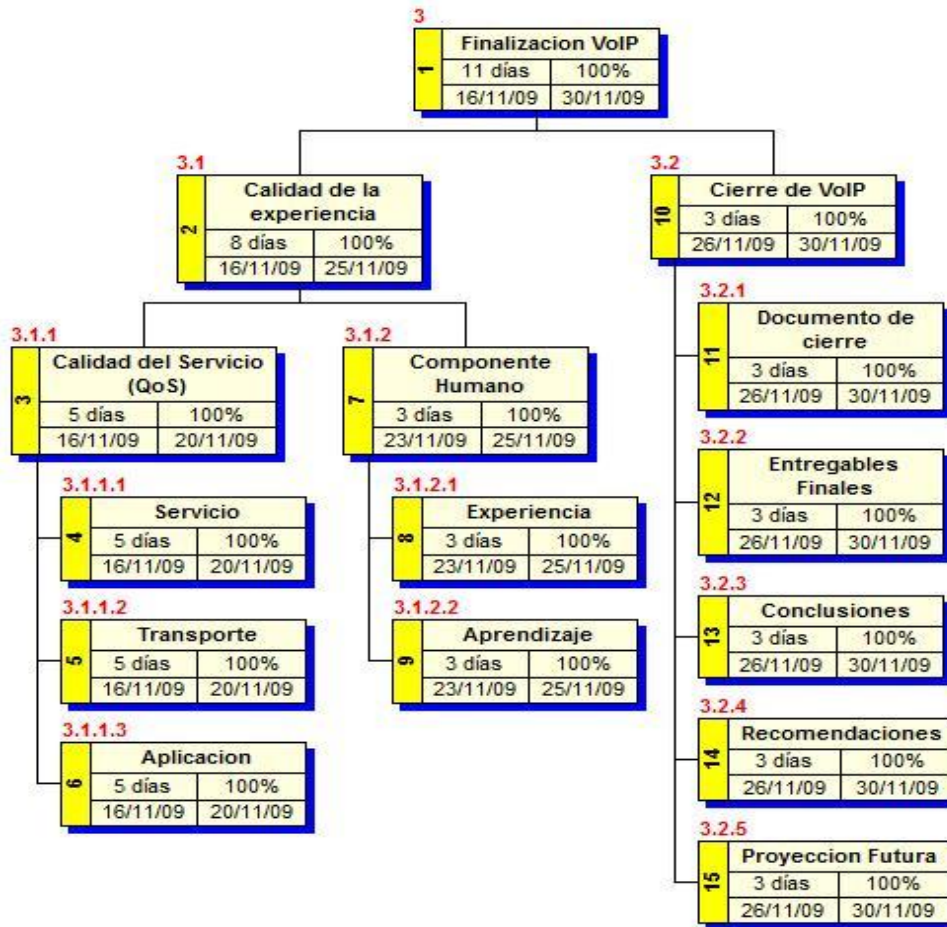 3
1
Finalizacion VoIP
11 días 100%
16/11/09 30/11/09
3.1
2
Calidad de la
experiencia
8 días 100%
16/11/09 25/11/09
3.2
10
Cierre de VoIP
3 días 100%
26/11/09 30/11/09
3.1.1
3
Calidad del Servicio
(QoS)
5 días 100%
16/11/09 20/11/09
3.1.1.1
4
Servicio
5 días 100%
16/11/09 20/11/09
3.1.1.2
5
Transporte
5 días 100%
16/11/09 20/11/09
3.1.1.3
6
Aplicacion
5 días 100%
16/11/09 20/11/09
3.1.2
7
Componente
Humano
3 días 100%
23/11/09 25/11/09
3.1.2.1
8
Experiencia
3 días 100%
23/11/09 25/11/09
3.1.2.2
9
Aprendizaje
3 días 100%
23/11/09 25/11/09
3.2.1
11
Documento de
cierre
3 días 100%
26/11/09 30/11/09
3.2.2
12
Entregables
Finales
3 días 100%
26/11/09 30/11/09
3.2.3
13
Conclusiones
3 días 100%
26/11/09 30/11/09
3.2.4
14
Recomendaciones
3 días 100%
26/11/09 30/11/09
3.2.5
15
Proyeccion Futura
3 días 100%
26/11/09 30/11/09